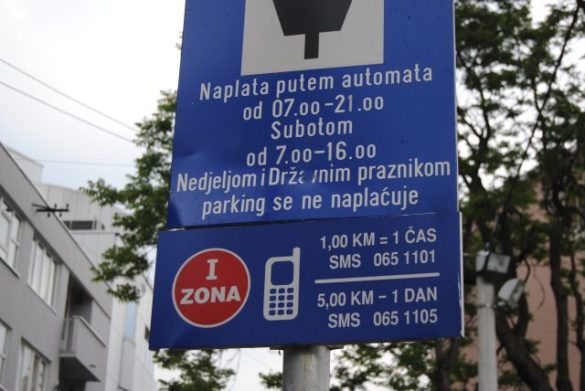 Naplata putem automata
od 07.00-21.00
Subotom
od 7.00-16.00
Nedjeljom i Državnim praznikom
parking se ne naplaćuje
I
ZONA
1,00 KM = 1 ČAS
SMS 065 1101
5,00 KM – 1 DAN
SMS 065 1105